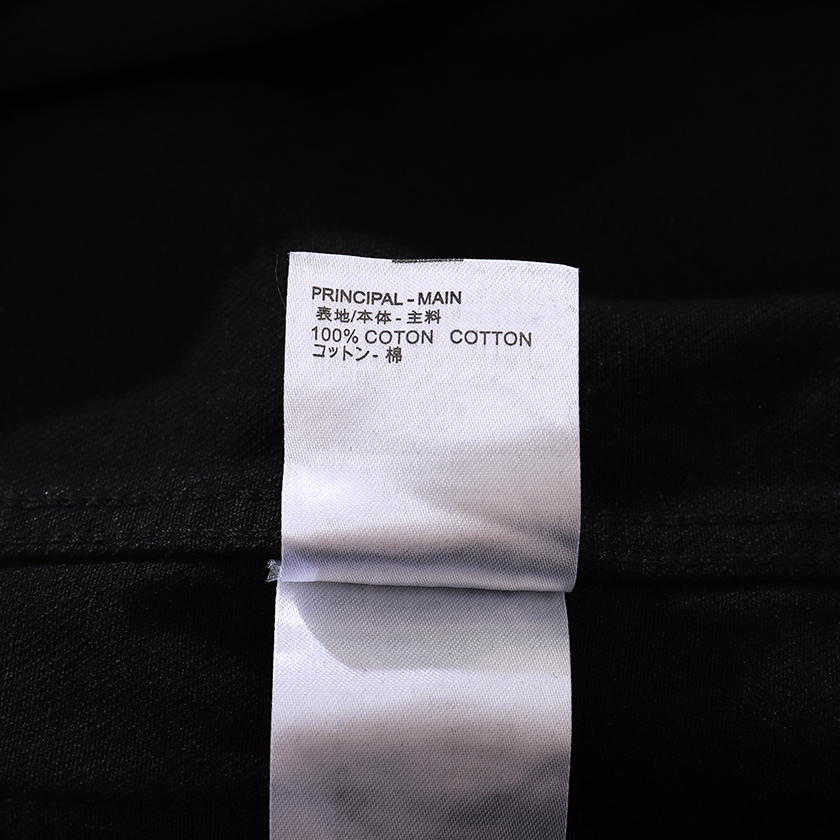 PRINCIPAL - MAIN
表地/本体 - 主料
100% COTON COTTON
コットン - 棉